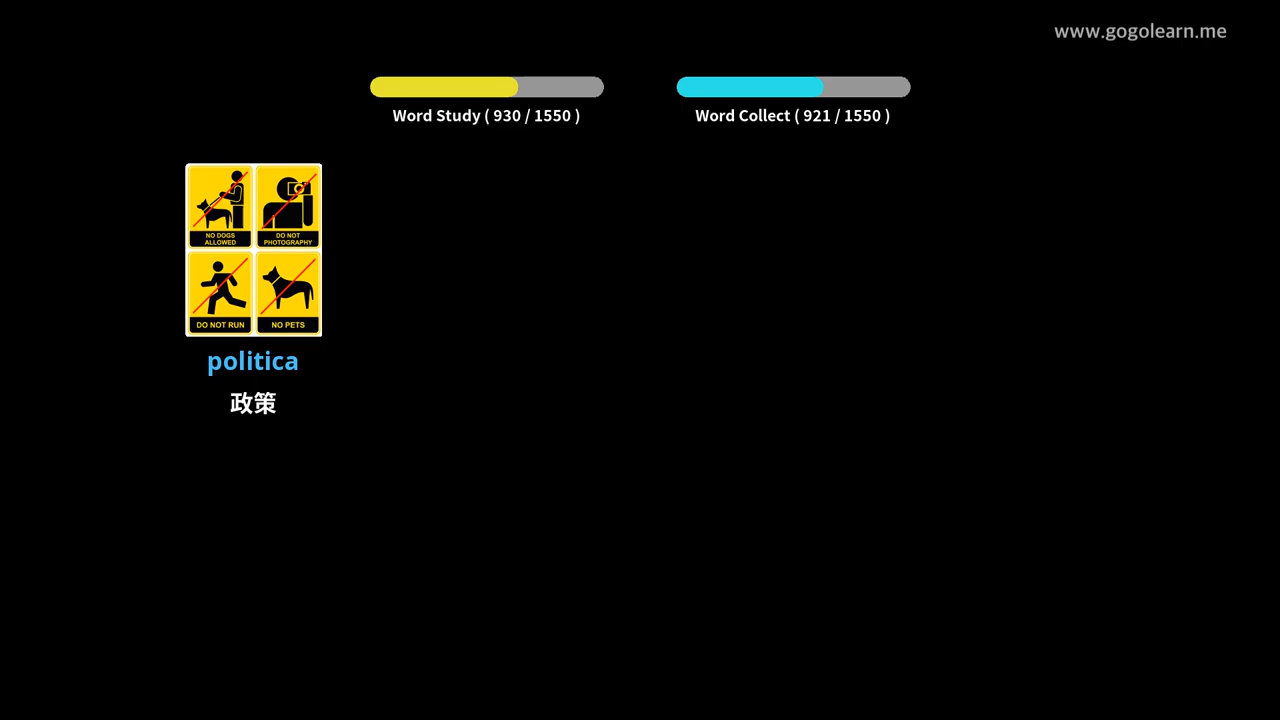 www.gogolearn.me
Word Study ( 930 / 1550 )
Word Collect ( 921 / 1550 )
NO DOGS
ALLOWED
DO NOT
PHOTOGRAPHY
DO NOT RUN
NO PETS
politica
政策